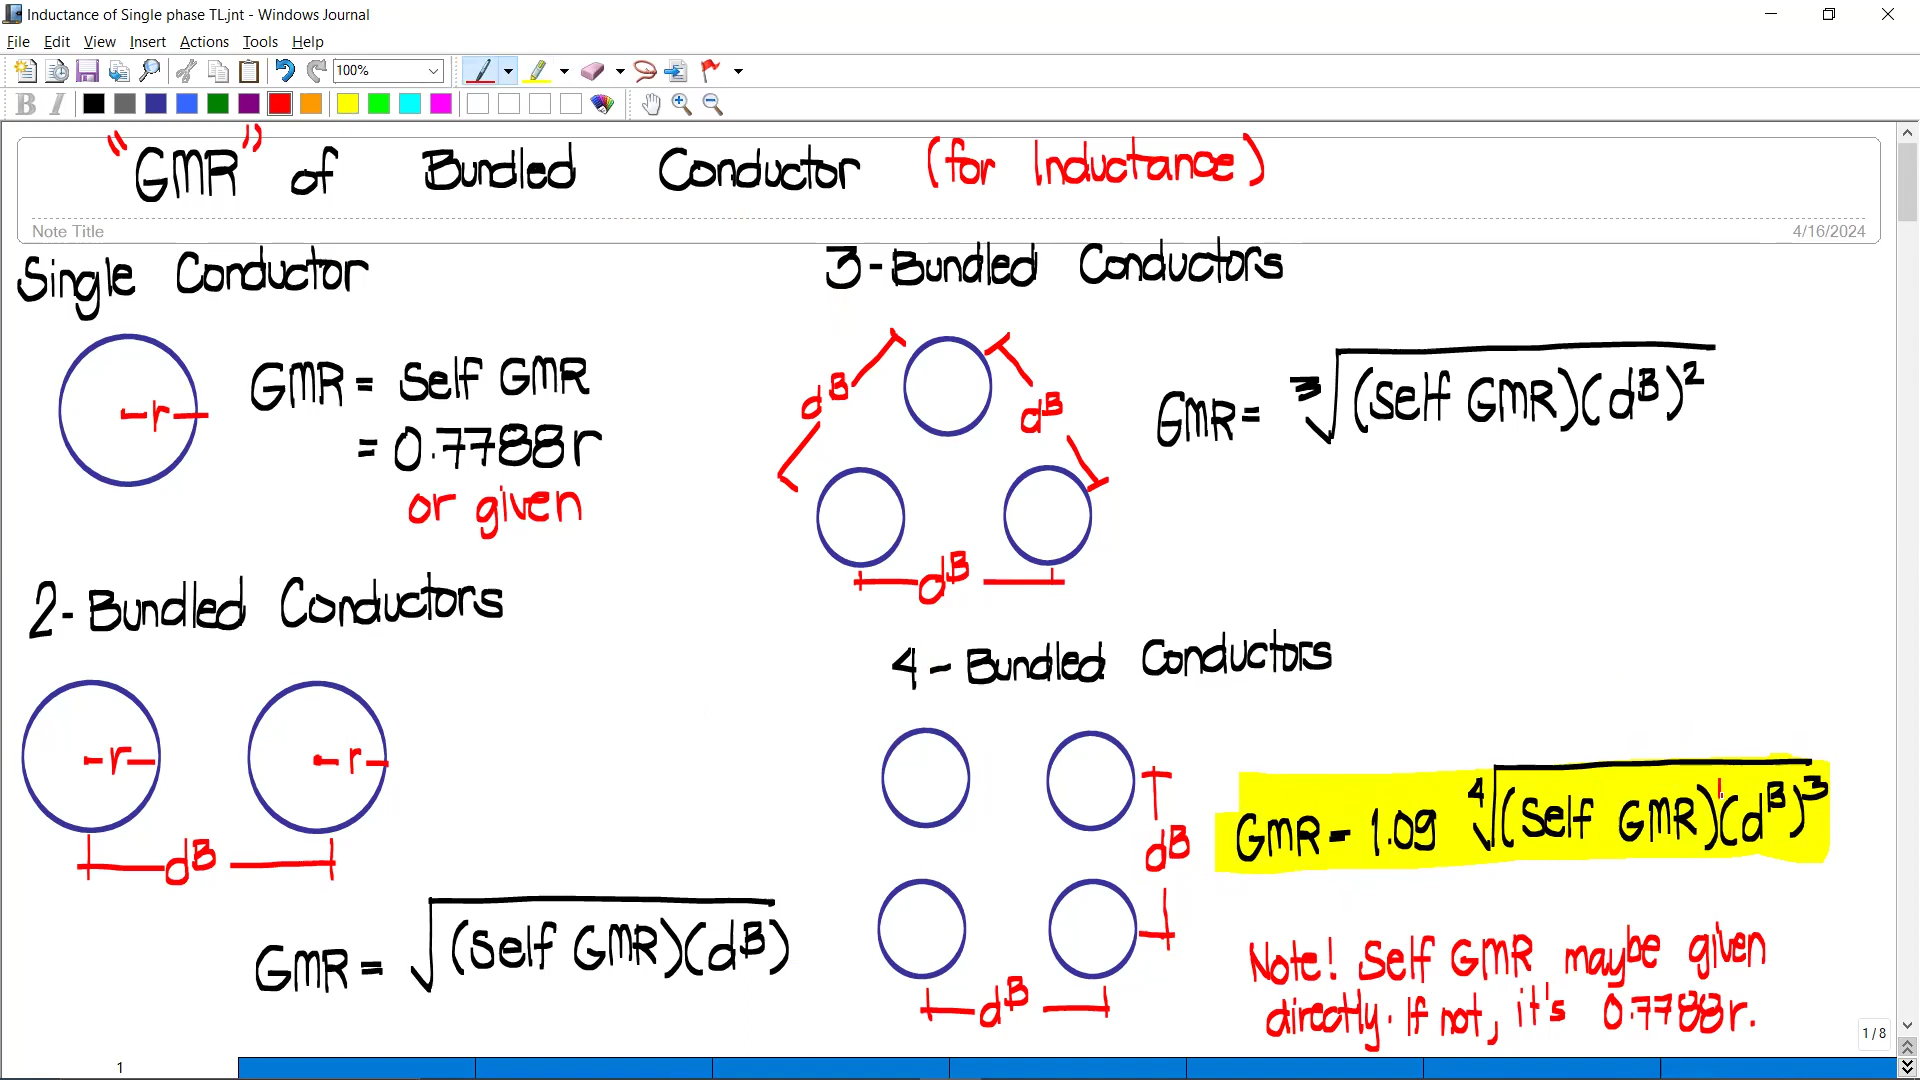 Inductance of Single phase TL.jnt - Windows Journal
File Edit View Insert Actions Tools Help
100%
B I
"GMR" of Bundled Conductor (for Inductance)
Note Title
4/16/2024
Single Conductor
r
GMR = Self GMR
= 0.7788r
or given
2-Bundled Conductors
r
r
dB
GMR = √(Self GMR)(dB)
3-Bundled Conductors
dB
dB
dB
GMR = ³√(Self GMR)(dB)²
4-Bundled Conductors
dB
dB
GMR = 1.09 ⁴√(Self GMR)(dB)³
Note! Self GMR maybe given
directly. If not, it's 0.7788r.
1 / 8
1